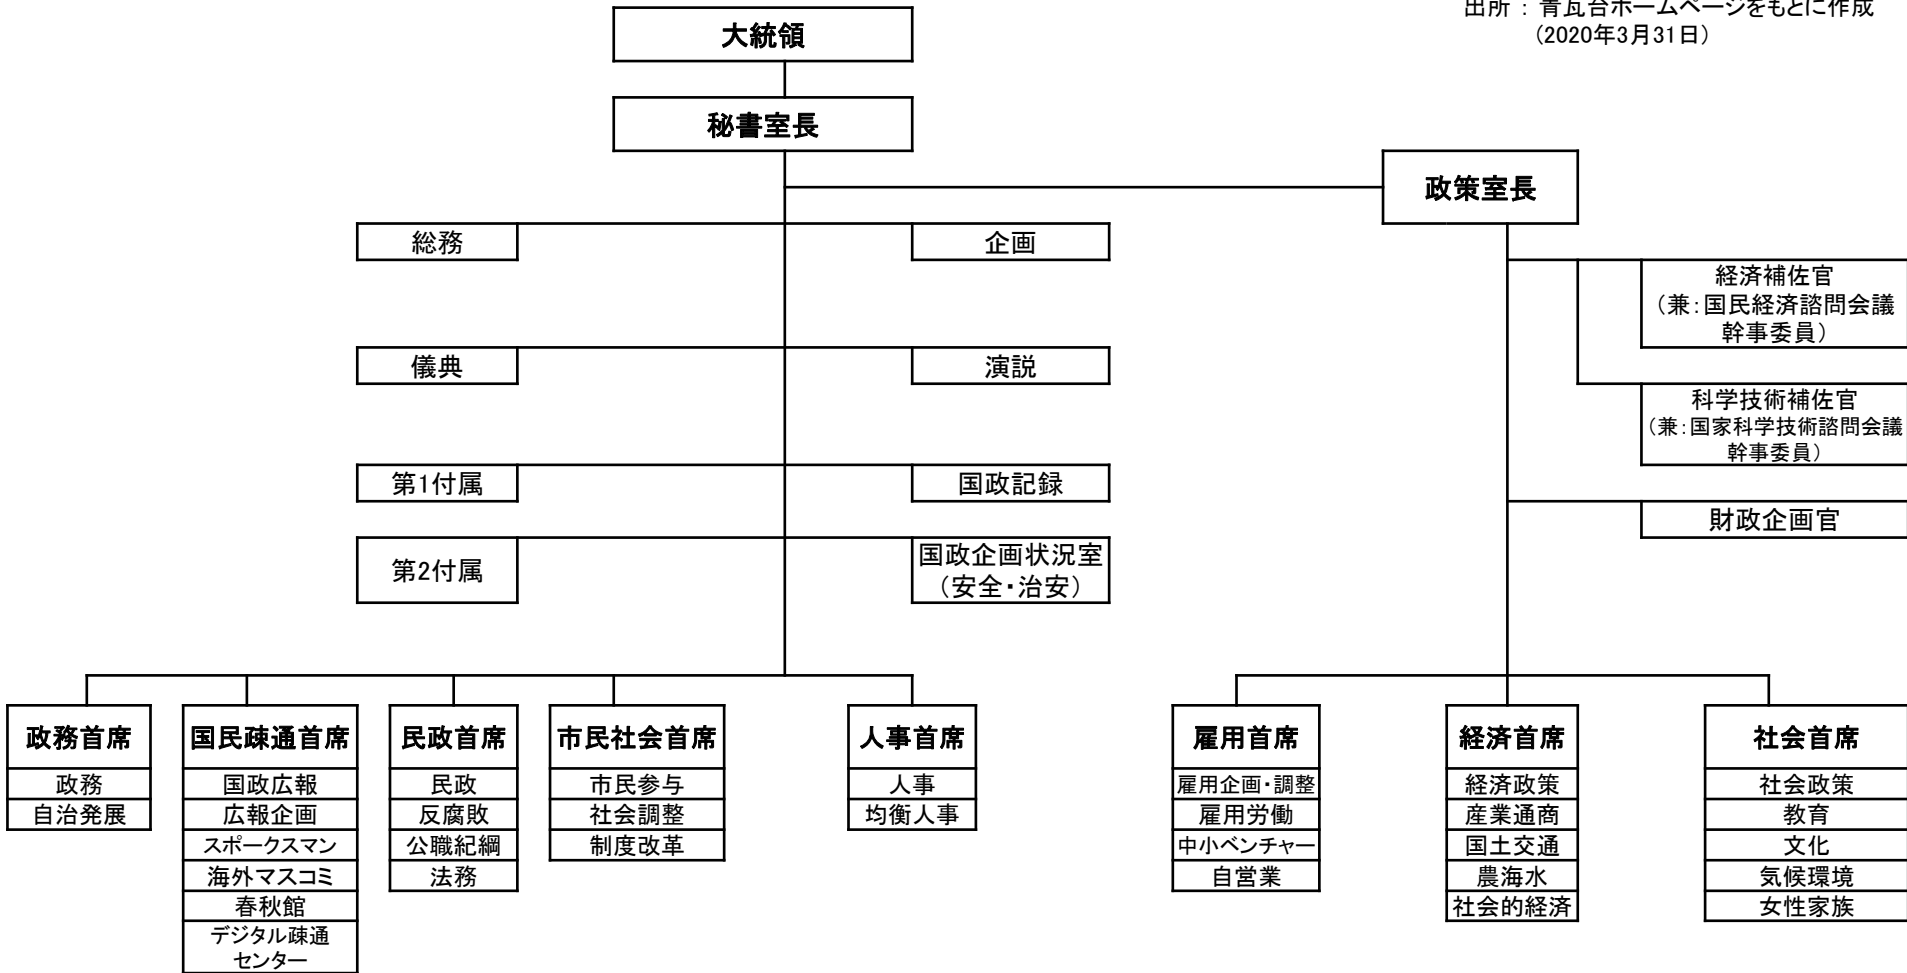 出所 : 青瓦台ホームページをもとに作成
(2020年3月31日)
大統領
秘書室長
政策室長
総務
企画
経済補佐官
(兼:国民経済諮問会議
幹事委員)
儀典
演説
科学技術補佐官
(兼:国家科学技術諮問会議
幹事委員)
第1付属
国政記録
財政企画官
第2付属
国政企画状況室
(安全・治安)
政務首席
政務
自治発展
国民疎通首席
国政広報
広報企画
スポークスマン
海外マスコミ
春秋館
デジタル疎通
センター
民政首席
民政
反腐敗
公職紀綱
法務
市民社会首席
市民参与
社会調整
制度改革
人事首席
人事
均衡人事
雇用首席
雇用企画・調整
雇用労働
中小ベンチャー
自営業
経済首席
経済政策
産業通商
国土交通
農海水
社会的経済
社会首席
社会政策
教育
文化
気候環境
女性家族